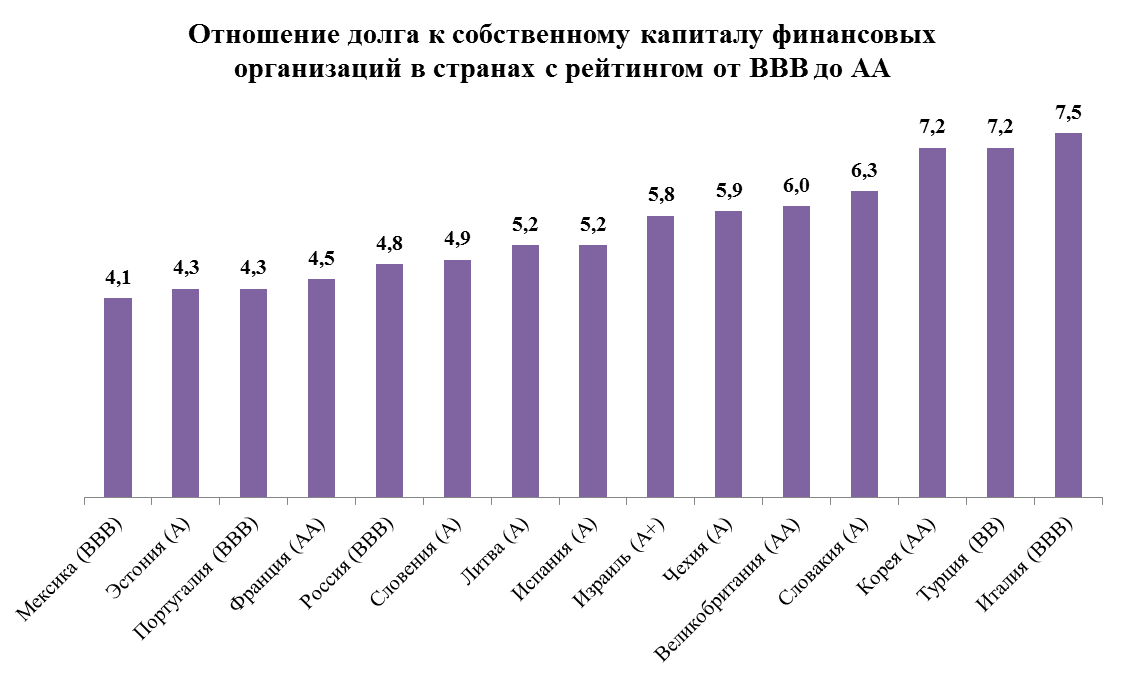 Отношение долга к собственному капиталу финансовых
организаций в странах с рейтингом от BBB до AA
4,1
4,3
4,3
4,5
4,8
4,9
5,2
5,2
5,8
5,9
6,0
6,3
7,2
7,2
7,5
Мексика (BBB)
Эстония (A)
Португалия (BBB)
Франция (AA)
Россия (BBB)
Словения (A)
Литва (A)
Испания (A)
Израиль (A+)
Чехия (A)
Великобритания (AA)
Словакия (A)
Корея (AA)
Турция (BB)
Италия (BBB)